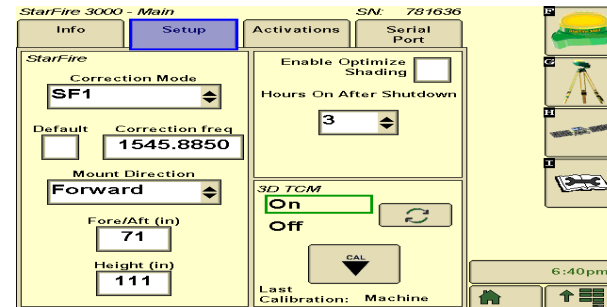 StarFire 3000 - Main
SN: 781636
Info
Setup
Activations
Serial
Port
StarFire
Correction Mode
SF1
Default
Correction freq
1545.8850
Mount Direction
Forward
Fore/Aft (in)
71
Height (in)
111
Enable Optimize
Shading
Hours On After Shutdown
3
3D TCM
On
Off
CAL
Last
Calibration: Machine
F
G
H
I
6:40pm